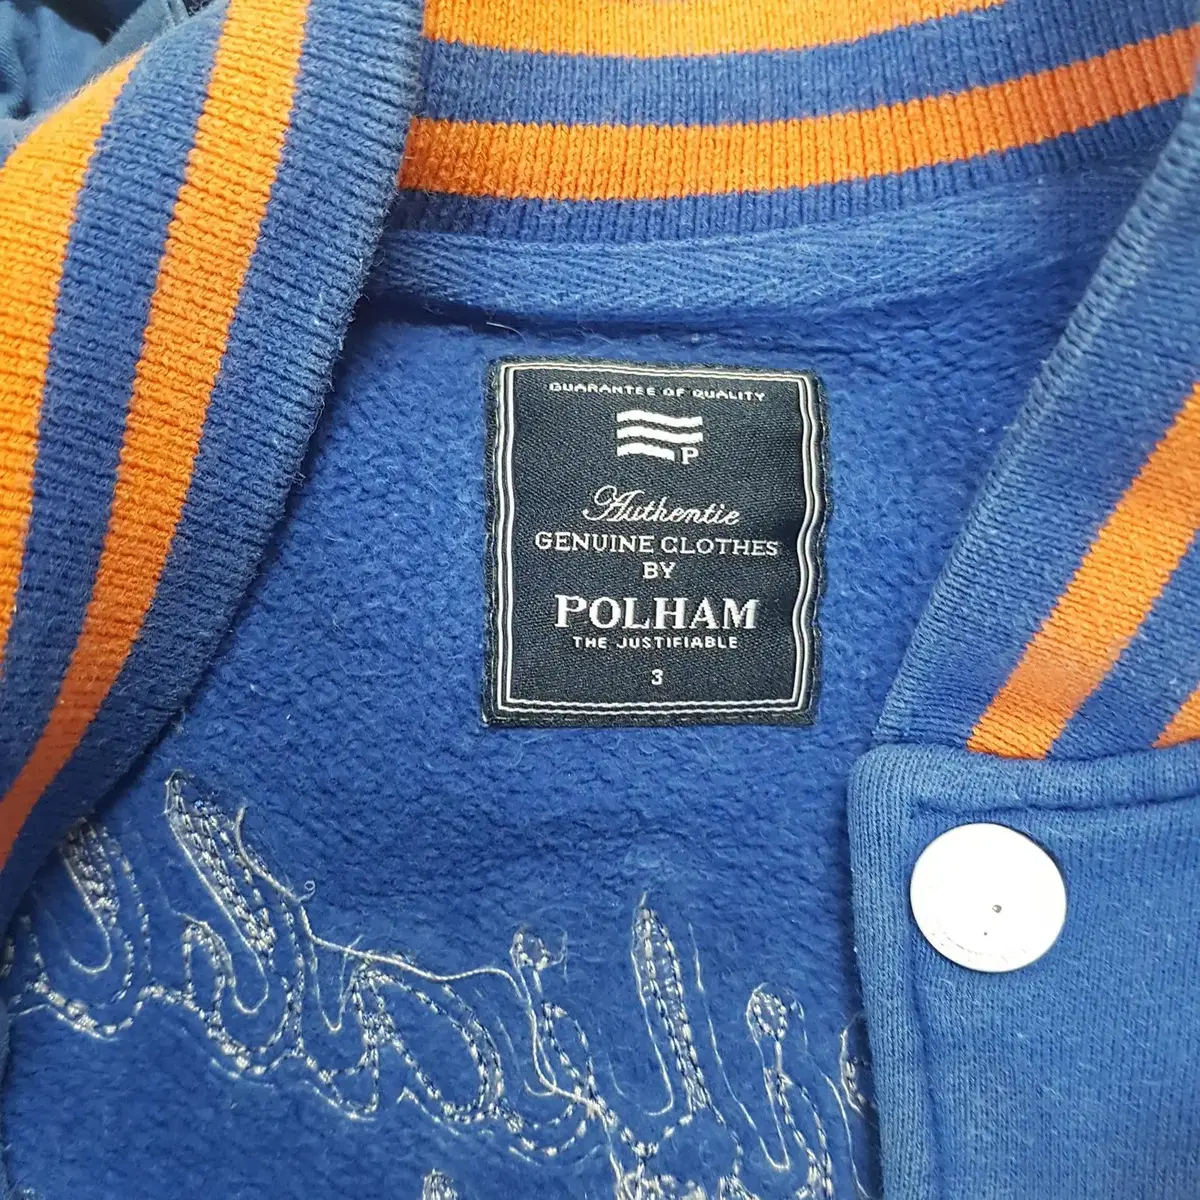 GUARANTEE OF QUALITY
P
Authentic
GENUINE CLOTHES
BY
POLHAM
THE JUSTIFIABLE
3